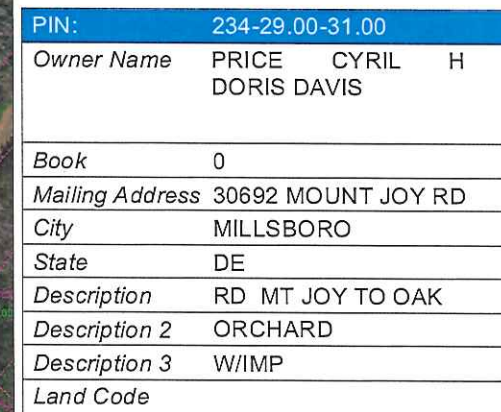 PIN: 234-29.00-31.00
Owner Name PRICE CYRIL H
DORIS DAVIS
Book 0
Mailing Address 30692 MOUNT JOY RD
City MILLSBORO
State DE
Description RD MT JOY TO OAK
Description 2 ORCHARD
Description 3 W/IMP
Land Code